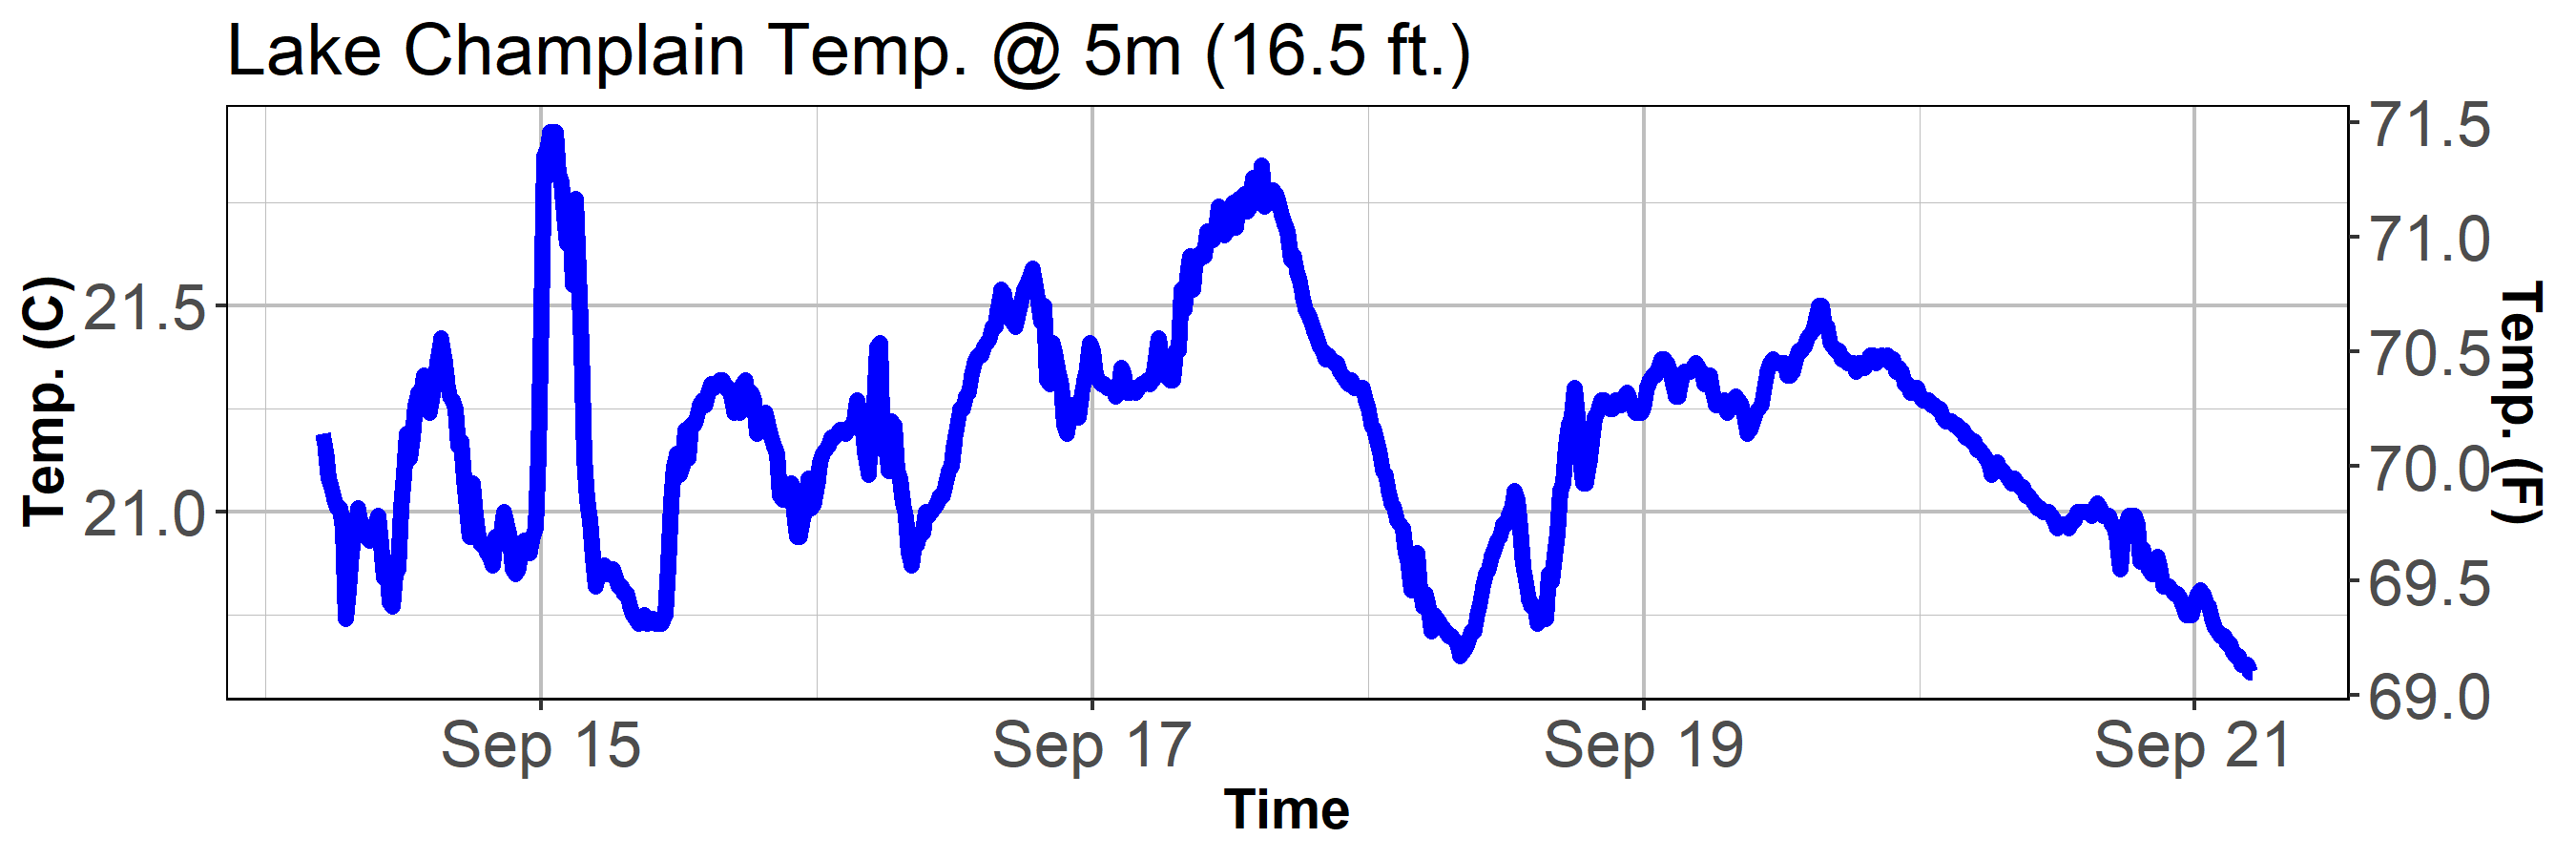 Lake Champlain Temp. @ 5m (16.5 ft.)
Temp. (C)
21.5
21.0
71.5
71.0
70.5
70.0
69.5
69.0
Temp. (F)
Sep 15
Sep 17
Sep 19
Sep 21
Time